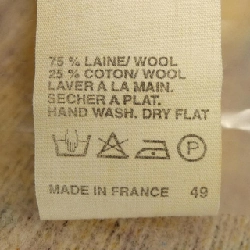 75 % LAINE/ WOOL
25 % COTON/ WOOL
LAVER A LA MAIN.
SECHER A PLAT.
HAND WASH. DRY FLAT
P
MADE IN FRANCE 49